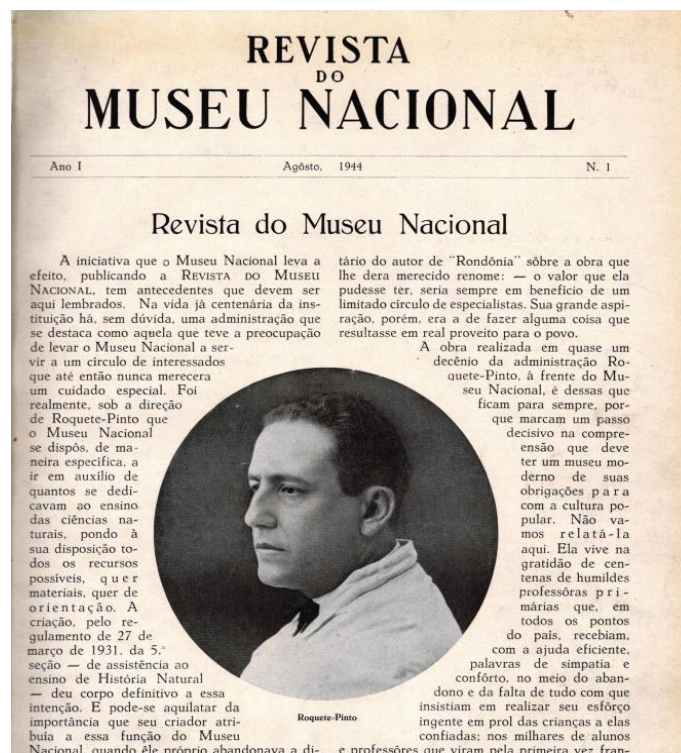 REVISTA
DO
MUSEU NACIONAL
Ano I Agôsto, 1944 N. 1
Revista do Museu Nacional
A iniciativa que o Museu Nacional leva a
efeito, publicando a REVISTA DO MUSEU
NACIONAL, tem antecedentes que devem ser
aqui lembrados. Na vida já centenária da ins-
tituição há, sem dúvida, uma administração que
se destaca como aquela que teve a preocupação
de levar o Museu Nacional a ser-
vir a um círculo de interessados
que até então nunca merecera
um cuidado especial. Foi
realmente, sob a direção
de Roquete-Pinto que
o Museu Nacional
se dispôs, de ma-
neira específica, a
ir em auxílio de
quantos se dedi-
cavam ao ensino
das ciências na-
turais, pondo à
sua disposição to-
dos os recursos
possíveis, quer
materiais, quer de
orientação. A
criação, pelo re-
gulamento de 27 de
março de 1931, da 5.ª
seção — de assistência ao
ensino de História Natural
— deu corpo definitivo a essa
intenção. E pode-se aquilatar da
importância que seu criador atri-
buía a essa função do Museu
Nacional, quando êle próprio abandonava a di-
tário do autor de "Rondônia" sôbre a obra que
lhe dera merecido renome: — o valor que ela
pudesse ter, seria sempre em benefício de um
limitado círculo de especialistas. Sua grande aspi-
ração, porém, era a de fazer alguma coisa que
resultasse em real proveito para o povo.
A obra realizada em quase um
decênio da administração Ro-
quete-Pinto, à frente do Mu-
seu Nacional, é dessas que
ficam para sempre, por-
que marcam um passo
decisivo na compre-
ensão que deve
ter um museu mo-
derno de suas
obrigações para
com a cultura po-
pular. Não va-
mos relatá-la
aqui. Ela vive na
gratidão de cen-
tenas de humildes
professôras pri-
márias que, em
todos os pontos
do país, recebiam,
com a ajuda eficiente,
palavras de simpatia e
confôrto, no meio do aban-
dono e da falta de tudo com que
insistiam em realizar seu esfôrço
ingente em prol das crianças a elas
confiadas; nos milhares de alunos
e professôres que viram pela primeira vez fran-
Roquete-Pinto